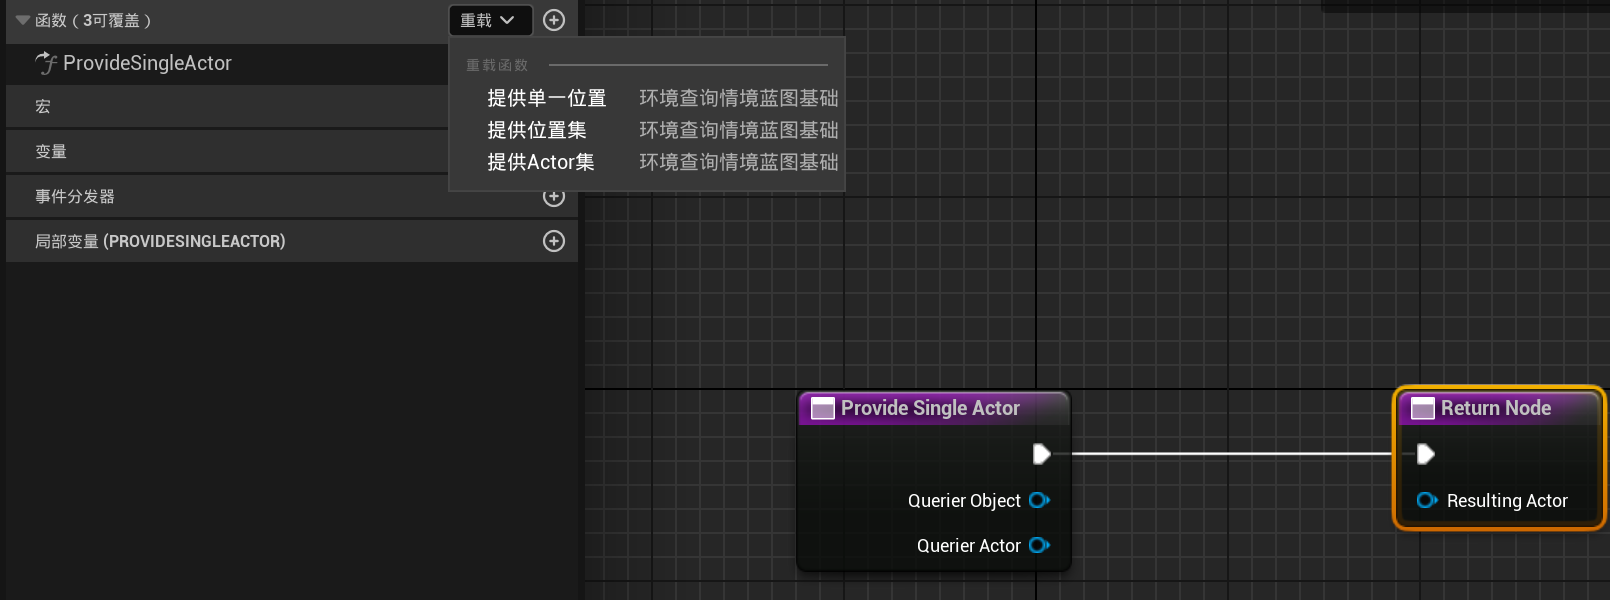 函数（3可覆盖）
重载
ProvideSingleActor
重载函数
提供单一位置 环境查询情境蓝图基础
提供位置集 环境查询情境蓝图基础
提供Actor集 环境查询情境蓝图基础
宏
变量
事件分发器
局部变量 (PROVIDESINGLEACTOR)
Provide Single Actor
Querier Object
Querier Actor
Return Node
Resulting Actor